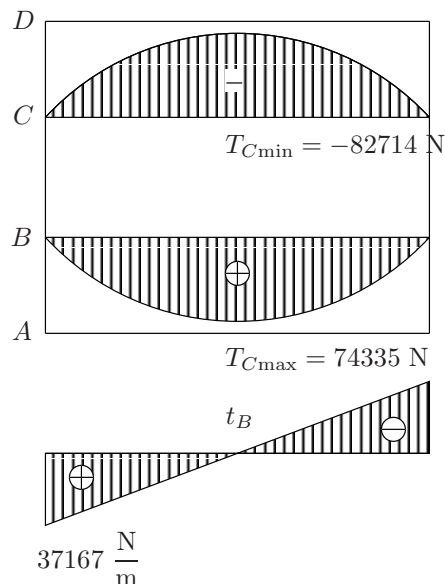 D
−
C
T_{Cmin} = −82714 N
B
+
A
T_{Cmax} = 74335 N
t_B
−
+
37167 N/m